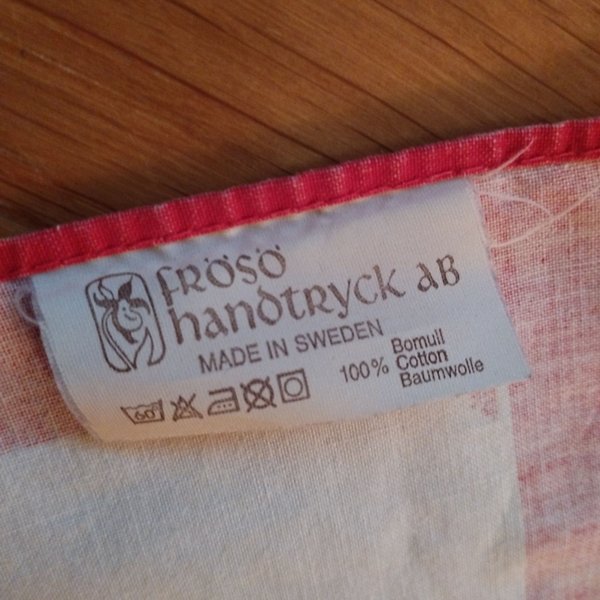 fRÖSÖ
handtRyck aB
MADE IN SWEDEN
60°
100% Bomull
Cotton
Baumwolle